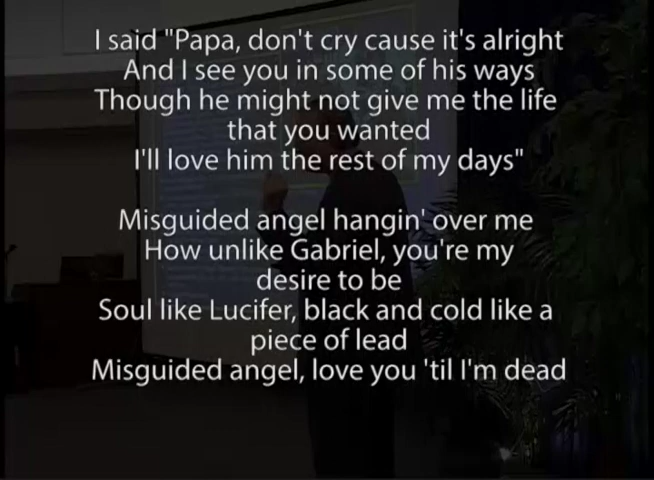 I said "Papa, don't cry cause it's alright
And I see you in some of his ways
Though he might not give me the life
that you wanted
I'll love him the rest of my days"
Misguided angel hangin' over me
How unlike Gabriel, you're my
desire to be
Soul like Lucifer, black and cold like a
piece of lead
Misguided angel, love you 'til I'm dead